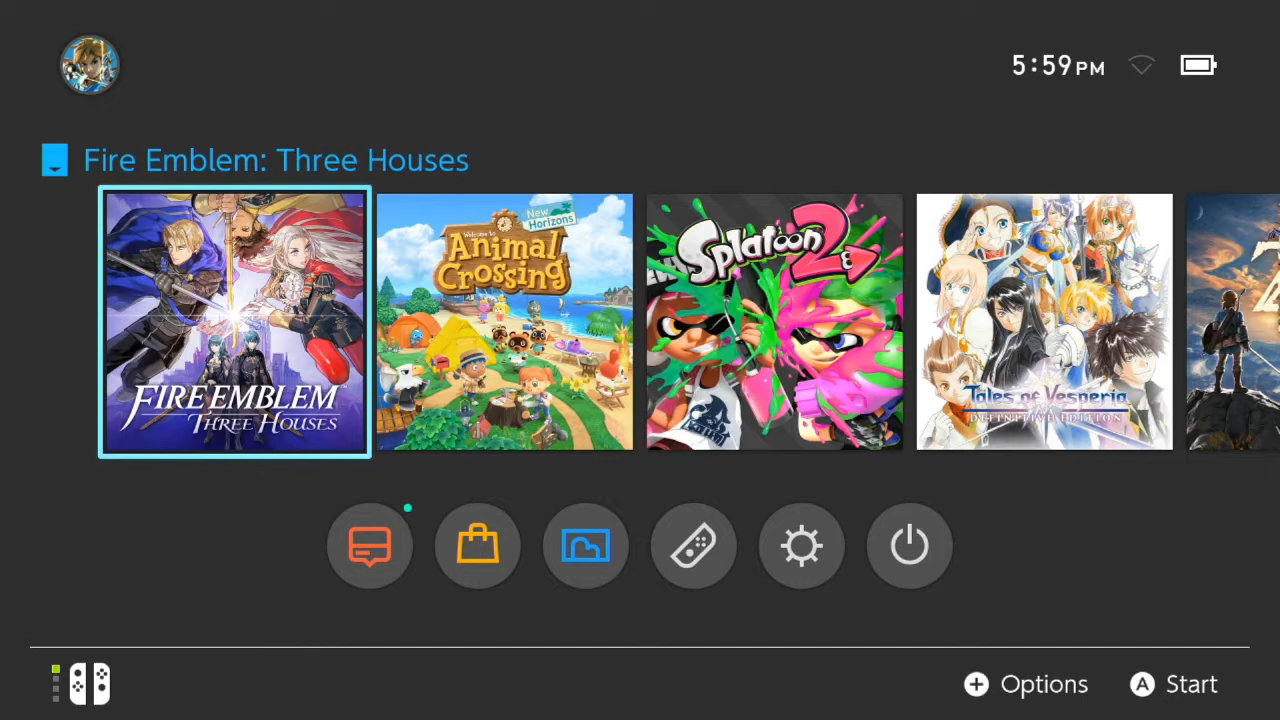 5:59 PM
Fire Emblem: Three Houses
FIRE EMBLEM
THREE HOUSES
New
Horizons
Welcome to
Animal
Crossing
Splatoon 2
Tales of Vesperia
DEFINITIVE EDITION
Options
A Start